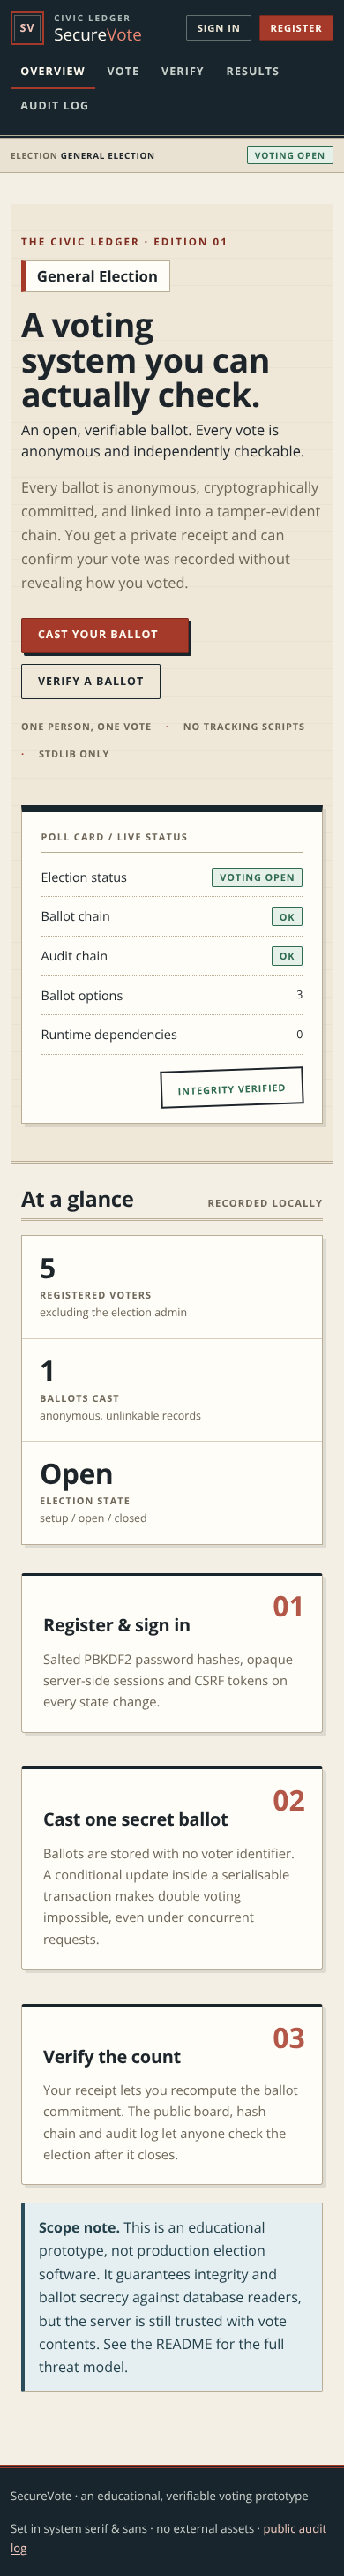 SV
CIVIC LEDGER
SecureVote
SIGN IN
REGISTER
OVERVIEW
VOTE
VERIFY
RESULTS
AUDIT LOG
ELECTION GENERAL ELECTION
VOTING OPEN
THE CIVIC LEDGER · EDITION 01
General Election
A voting
system you can
actually check.
An open, verifiable ballot. Every vote is
anonymous and independently checkable.
Every ballot is anonymous, cryptographically
committed, and linked into a tamper-evident
chain. You get a private receipt and can
confirm your vote was recorded without
revealing how you voted.
CAST YOUR BALLOT
VERIFY A BALLOT
ONE PERSON, ONE VOTE · NO TRACKING SCRIPTS
· STDLIB ONLY
POLL CARD / LIVE STATUS
Election status VOTING OPEN
Ballot chain OK
Audit chain OK
Ballot options 3
Runtime dependencies 0
INTEGRITY VERIFIED
At a glance RECORDED LOCALLY
5
REGISTERED VOTERS
excluding the election admin
1
BALLOTS CAST
anonymous, unlinkable records
Open
ELECTION STATE
setup / open / closed
01
Register & sign in
Salted PBKDF2 password hashes, opaque
server-side sessions and CSRF tokens on
every state change.
02
Cast one secret ballot
Ballots are stored with no voter identifier.
A conditional update inside a serialisable
transaction makes double voting
impossible, even under concurrent
requests.
03
Verify the count
Your receipt lets you recompute the ballot
commitment. The public board, hash
chain and audit log let anyone check the
election after it closes.
Scope note. This is an educational
prototype, not production election
software. It guarantees integrity and
ballot secrecy against database readers,
but the server is still trusted with vote
contents. See the README for the full
threat model.
SecureVote · an educational, verifiable voting prototype
Set in system serif & sans · no external assets · public audit
log